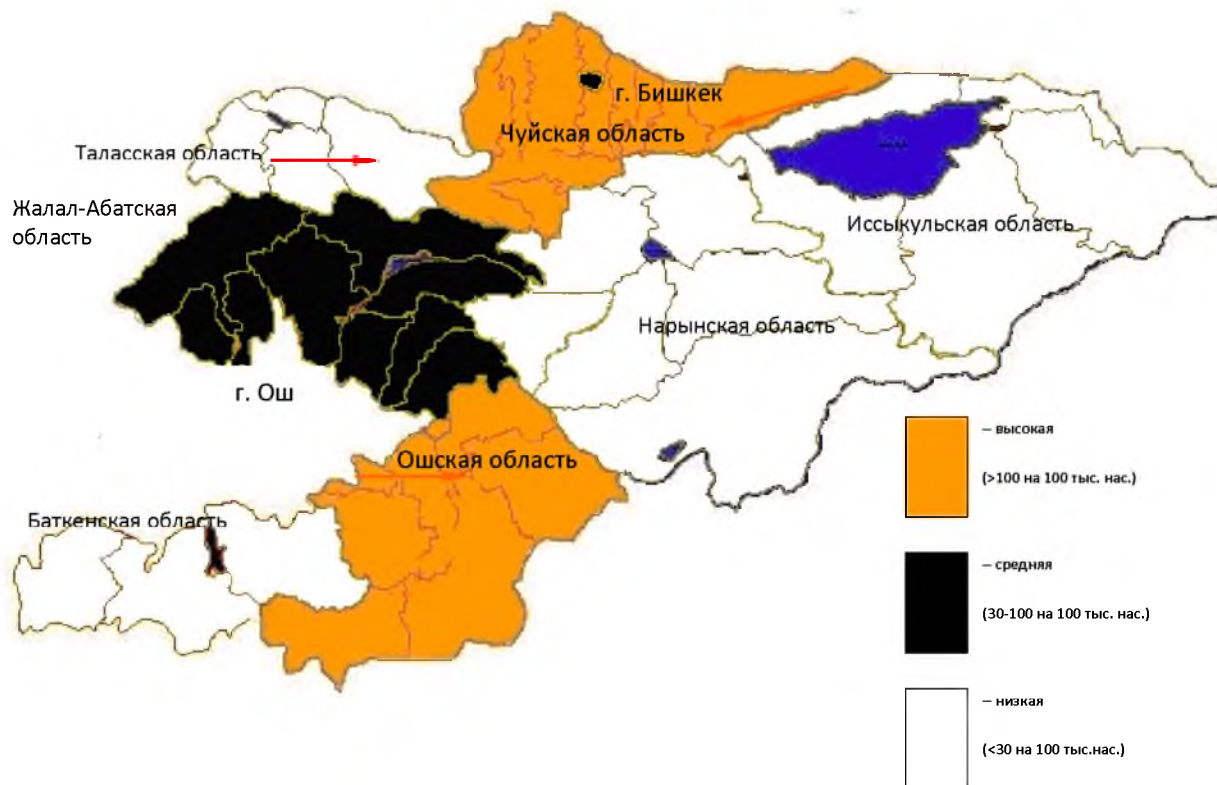 г. Бишкек
Чуйская область
Таласская область
Жалал-Абатская
область
Иссыкульская область
Нарынская область
г. Ош
Ошская область
Баткенская область
– высокая
(>100 на 100 тыс. нас.)
– средняя
(30-100 на 100 тыс. нас.)
– низкая
(<30 на 100 тыс.нас.)